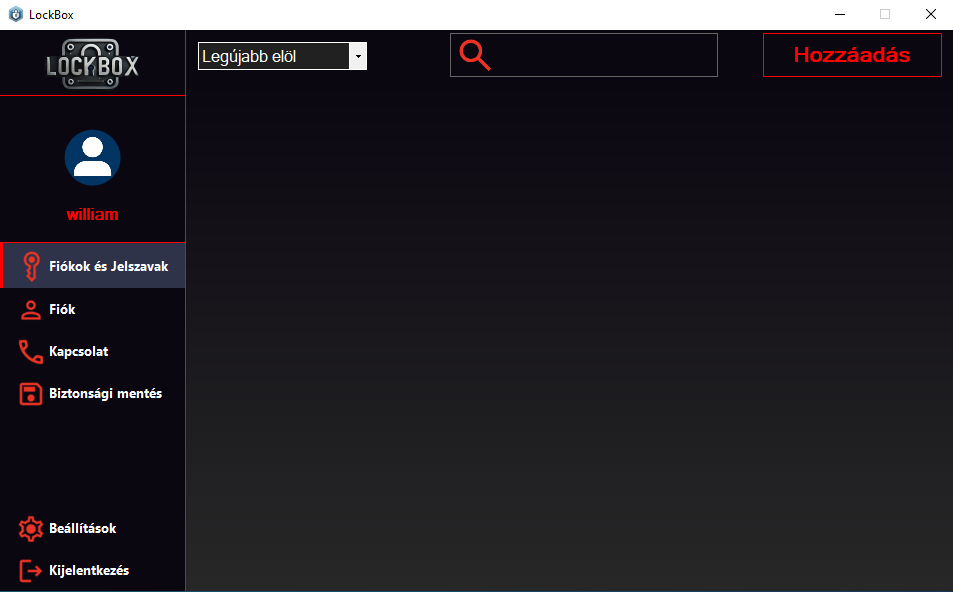 LockBox
LOCKBOX
Legújabb elöl
Hozzáadás
william
Fiókok és Jelszavak
Fiók
Kapcsolat
Biztonsági mentés
Beállítások
Kijelentkezés